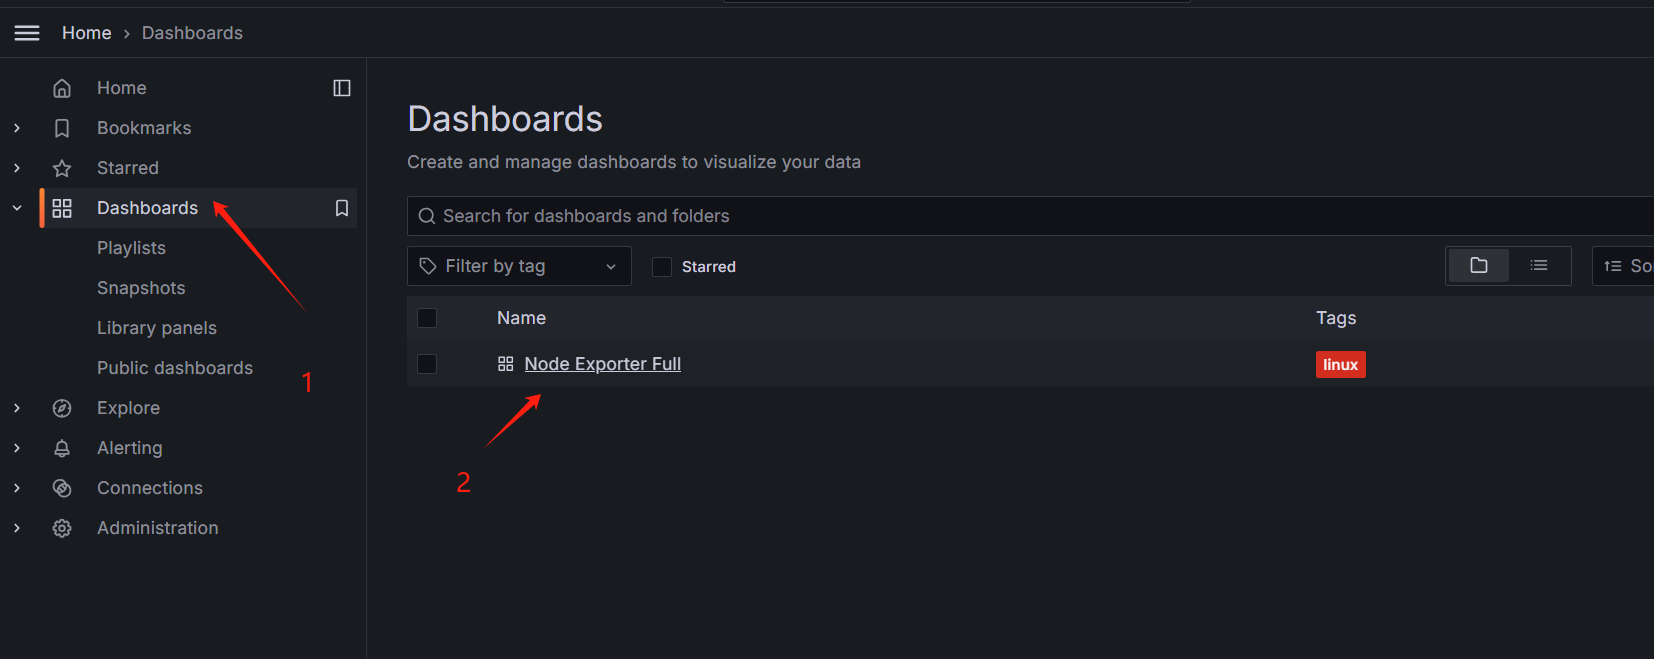 Home › Dashboards
Home
Bookmarks
Starred
Dashboards
Playlists
Snapshots
Library panels
Public dashboards
1
Explore
Alerting
Connections
Administration
Dashboards
Create and manage dashboards to visualize your data
Search for dashboards and folders
Filter by tag
Starred
Name Tags
Node Exporter Full linux
2